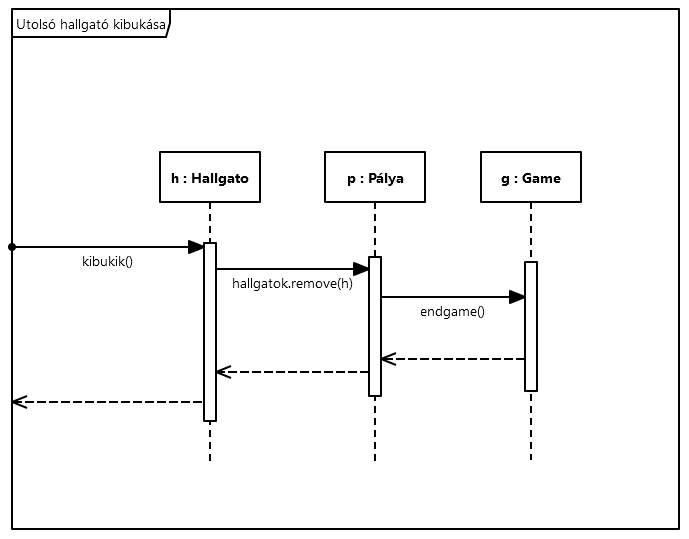 Utolsó hallgató kibukása
h : Hallgato
p : Pálya
g : Game
kibukik()
hallgatok.remove(h)
endgame()